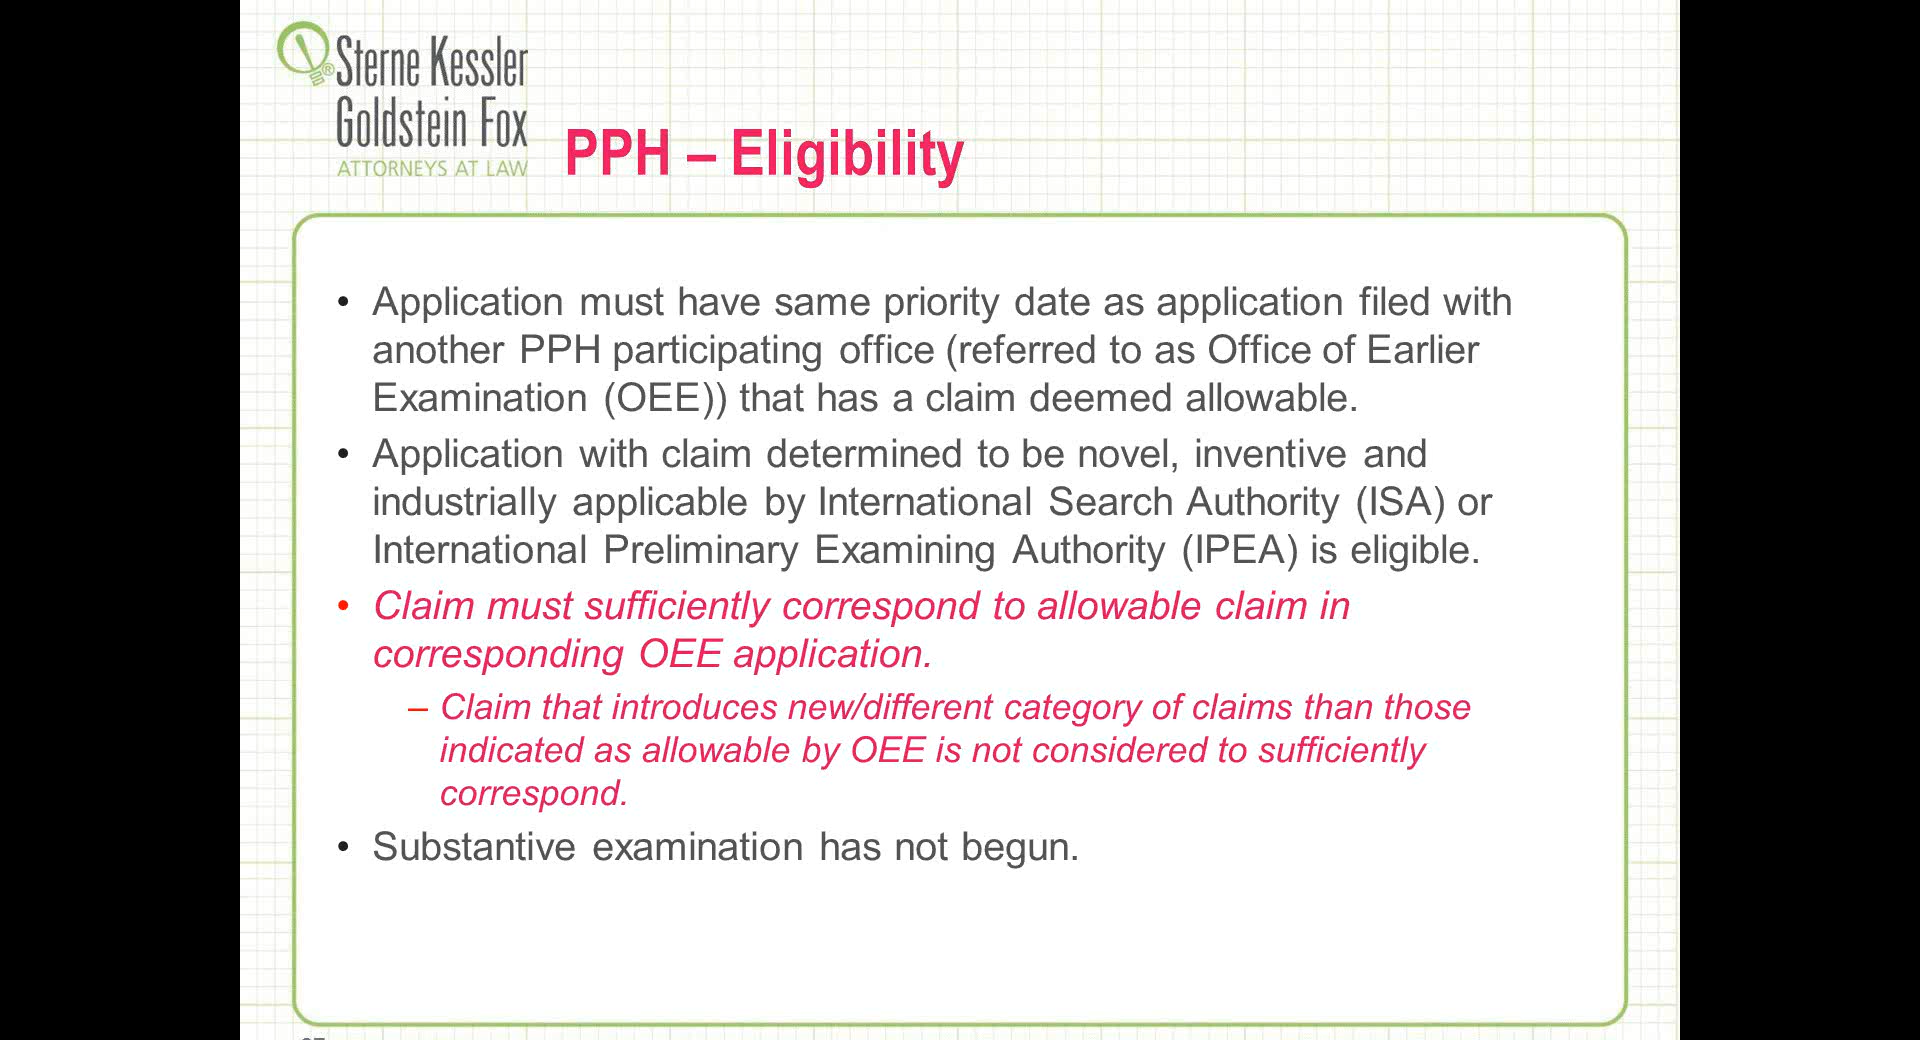 Sterne Kessler
Goldstein Fox
ATTORNEYS AT LAW
PPH – Eligibility
• Application must have same priority date as application filed with
another PPH participating office (referred to as Office of Earlier
Examination (OEE)) that has a claim deemed allowable.
• Application with claim determined to be novel, inventive and
industrially applicable by International Search Authority (ISA) or
International Preliminary Examining Authority (IPEA) is eligible.
• Claim must sufficiently correspond to allowable claim in
corresponding OEE application.
– Claim that introduces new/different category of claims than those
indicated as allowable by OEE is not considered to sufficiently
correspond.
• Substantive examination has not begun.